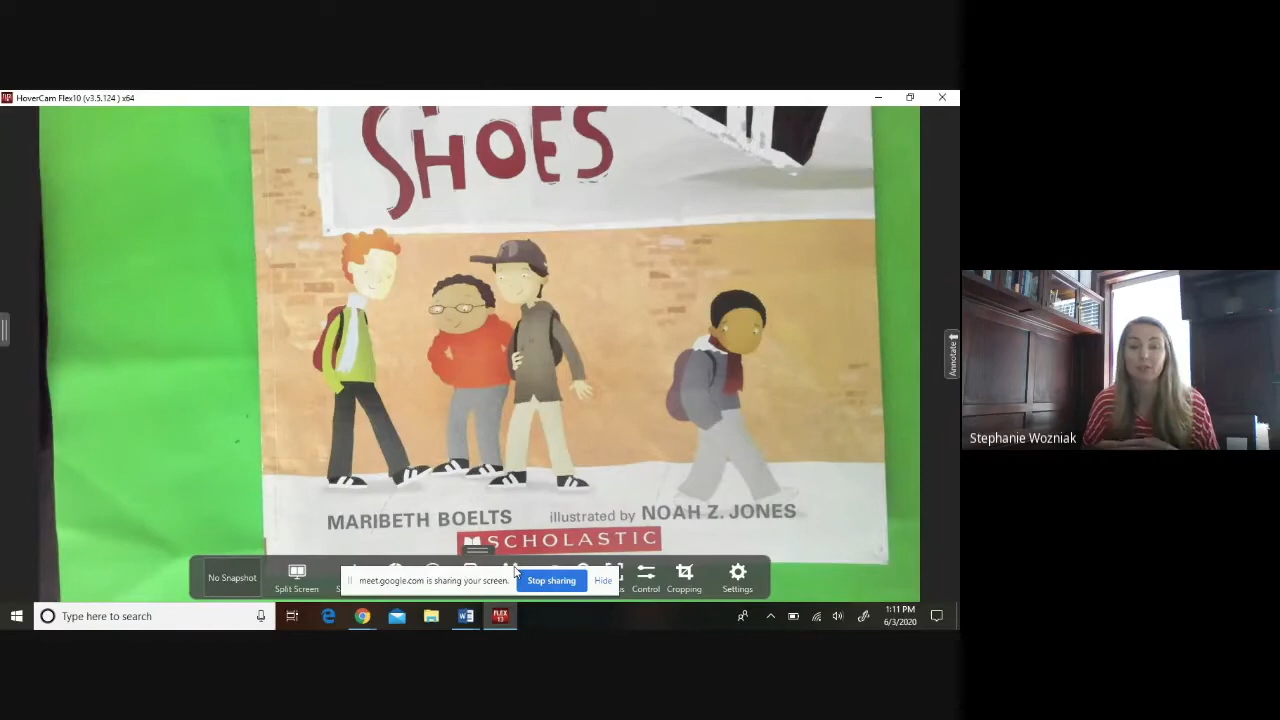 HoverCam Flex10 (v3.5.124 ) x64
SHOES
Annotate
Stephanie Wozniak
MARIBETH BOELTS illustrated by NOAH Z. JONES
SCHOLASTIC
No Snapshot
Split Screen
meet.google.com is sharing your screen.
Stop sharing
Hide
Control
Cropping
Settings
Type here to search
FLEX
1:11 PM
6/3/2020